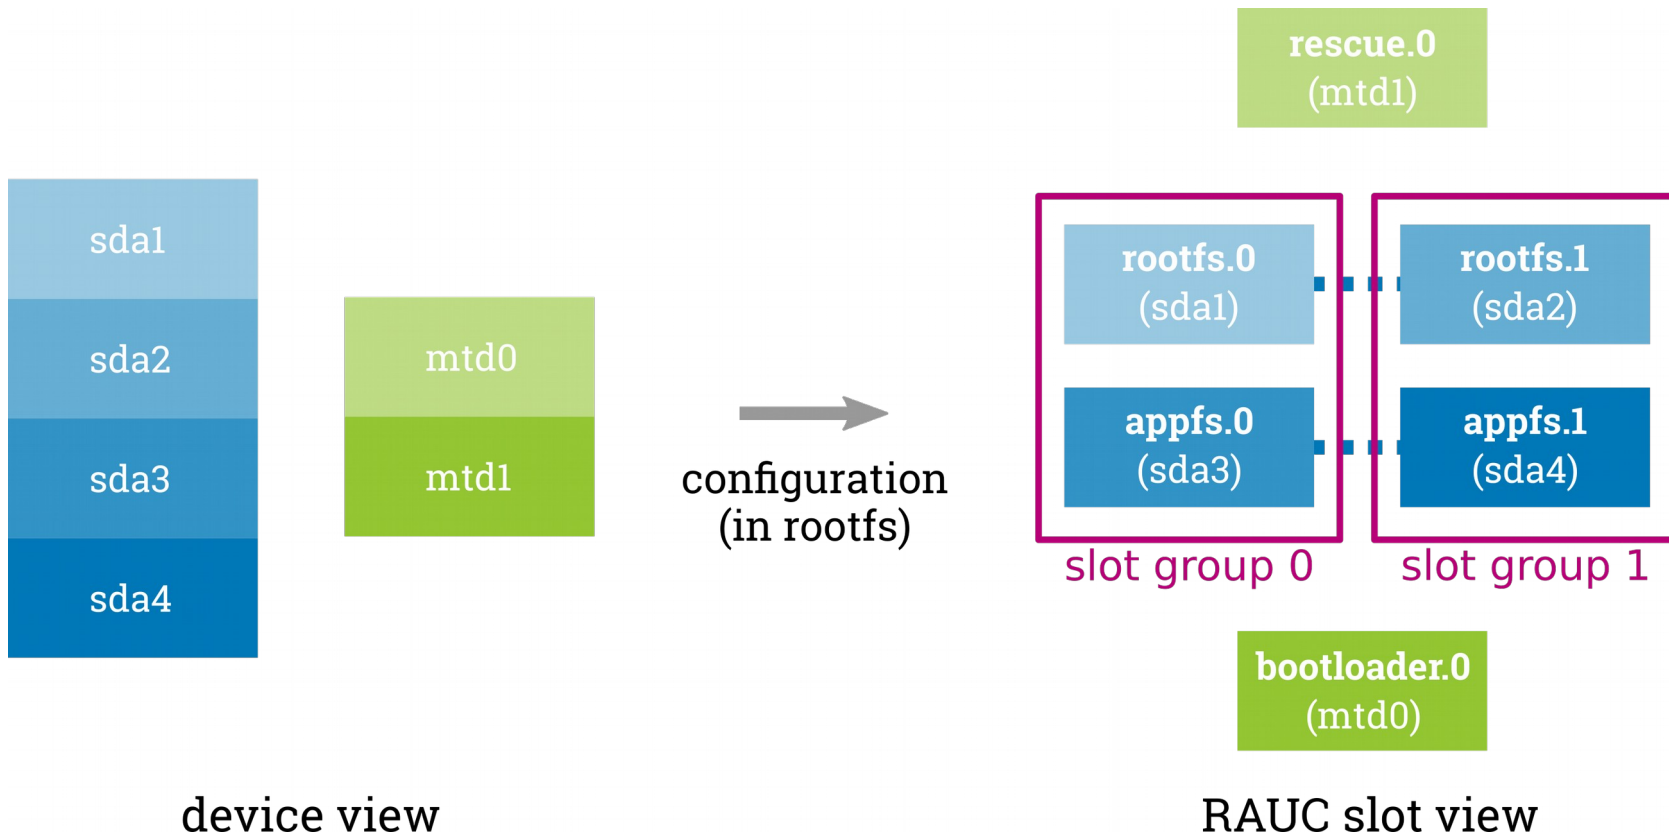 sda1
sda2
sda3
sda4
mtd0
mtd1
device view
configuration
(in rootfs)
rescue.0
(mtd1)
rootfs.0
(sda1)
rootfs.1
(sda2)
appfs.0
(sda3)
appfs.1
(sda4)
slot group 0
slot group 1
bootloader.0
(mtd0)
RAUC slot view